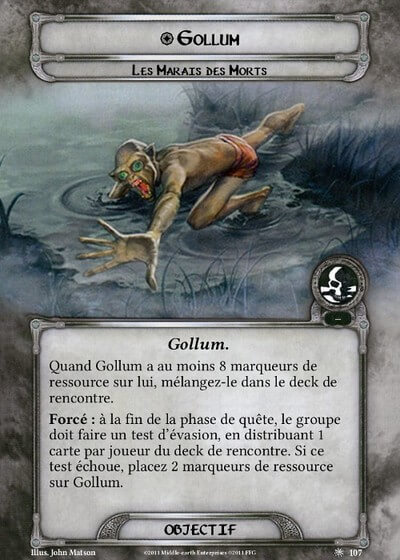 GOLLUM
LES MARAIS DES MORTS
Gollum.
Quand Gollum a au moins 8 marqueurs de
ressource sur lui, mélangez-le dans le deck de
rencontre.
Forcé : à la fin de la phase de quête, le groupe
doit faire un test d'évasion, en distribuant 1
carte par joueur du deck de rencontre. Si ce
test échoue, placez 2 marqueurs de ressource
sur Gollum.
OBJECTIF
Illus. John Matson ©2011 Middle-earth Enterprises ©2011 FFG 107